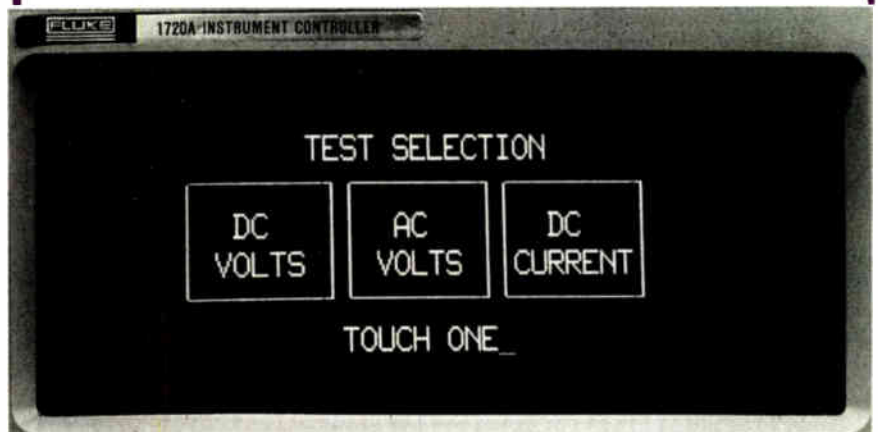 FLUKE 1720A INSTRUMENT CONTROLLER
TEST SELECTION
DC VOLTS
AC VOLTS
DC CURRENT
TOUCH ONE_